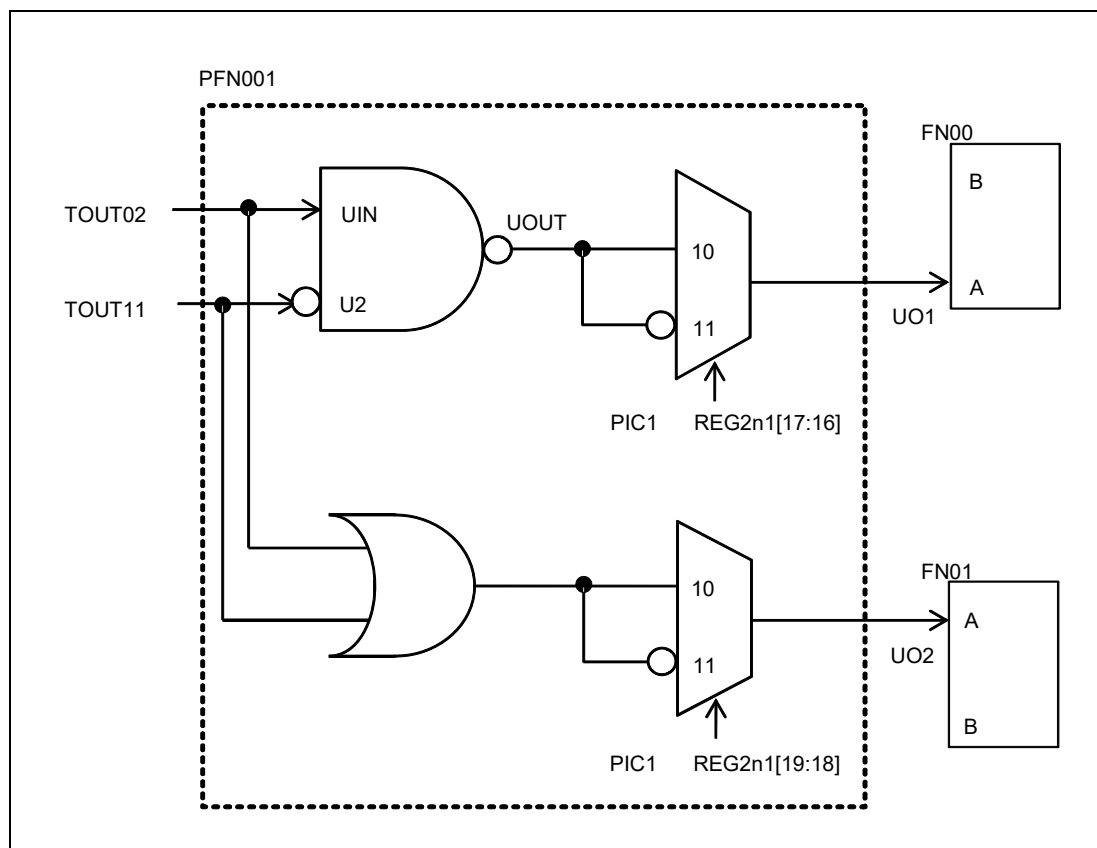 PFN001
FN00
B
TOUT02
UIN
UOUT
10
TOUT11
U2
A
11
UO1
PIC1 REG2n1[17:16]
FN01
10
A
11
UO2
B
PIC1 REG2n1[19:18]